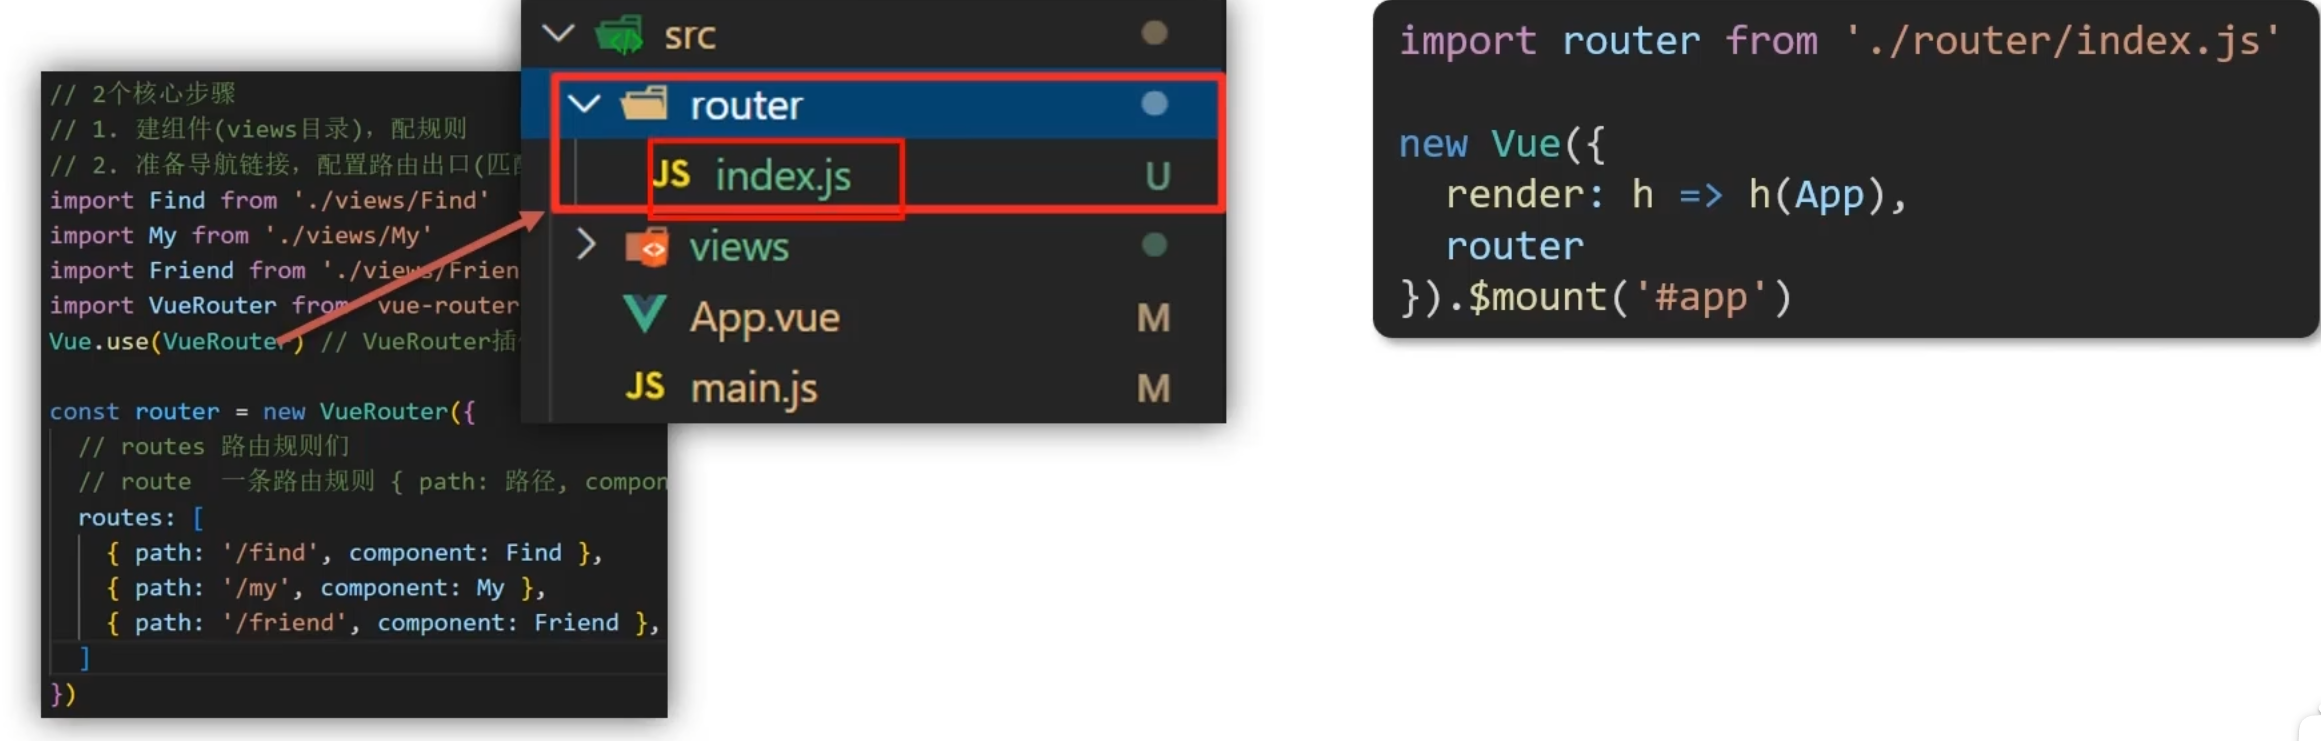 // 2个核心步骤
// 1. 建组件(views目录)，配规则
// 2. 准备导航链接，配置路由出口(匹配
import Find from './views/Find'
import My from './views/My'
import Friend from './views/Frien
import VueRouter from 'vue-router
Vue.use(VueRouter) // VueRouter插
const router = new VueRouter({
// routes 路由规则们
// route 一条路由规则 { path: 路径, compon
routes: [
{ path: '/find', component: Find },
{ path: '/my', component: My },
{ path: '/friend', component: Friend },
]
})
src
router
JS index.js U
views
App.vue M
JS main.js M
import router from './router/index.js'
new Vue({
render: h => h(App),
router
}).$mount('#app')